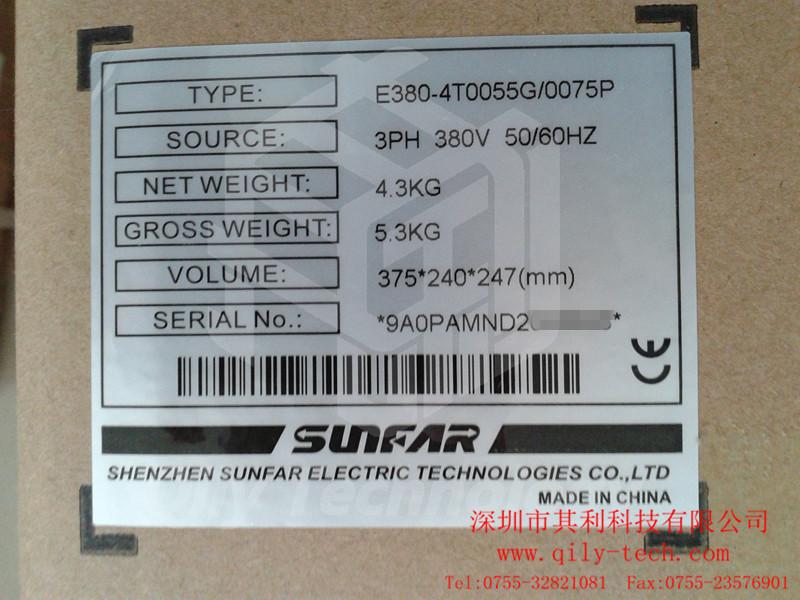 TYPE: E380-4T0055G/0075P
SOURCE: 3PH 380V 50/60HZ
NET WEIGHT: 4.3KG
GROSS WEIGHT: 5.3KG
VOLUME: 375*240*247(mm)
SERIAL No.: *9A0PAMND2
SUNFAR
SHENZHEN SUNFAR ELECTRIC TECHNOLOGIES CO.,LTD
MADE IN CHINA
Qily Technology
深圳市其利科技有限公司
www.qily-tech.com
Tel:0755-32821081 Fax:0755-23576901